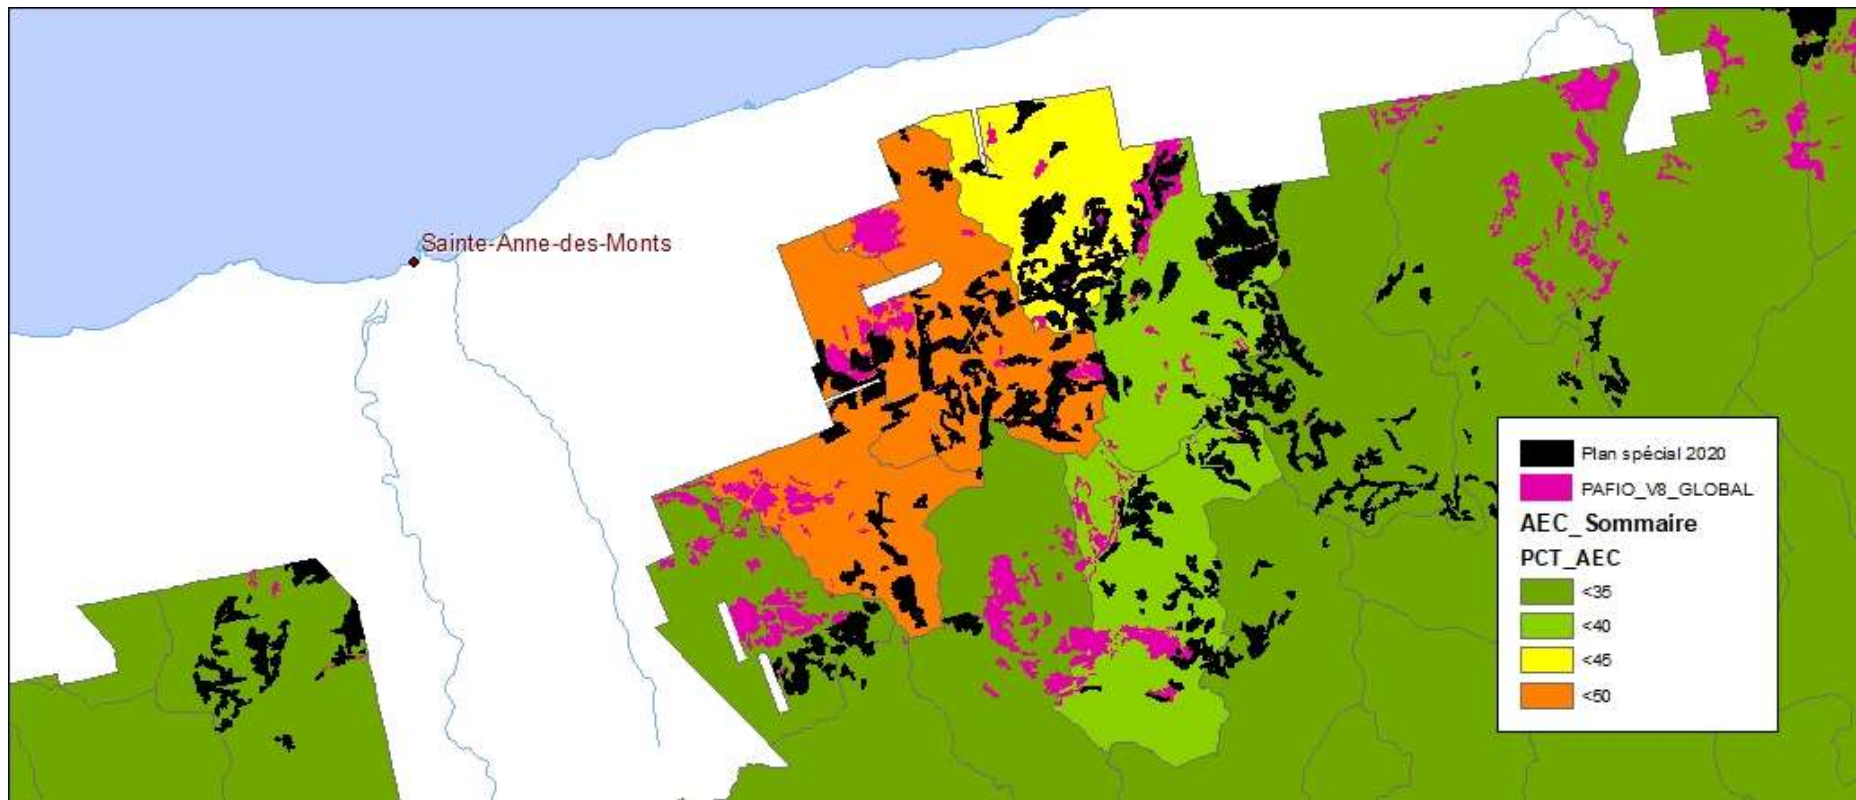 Sainte-Anne-des-Monts
Plan spécial 2020
PAFIO_V8_GLOBAL
AEC_Sommaire
PCT_AEC
<35
<40
<45
<50